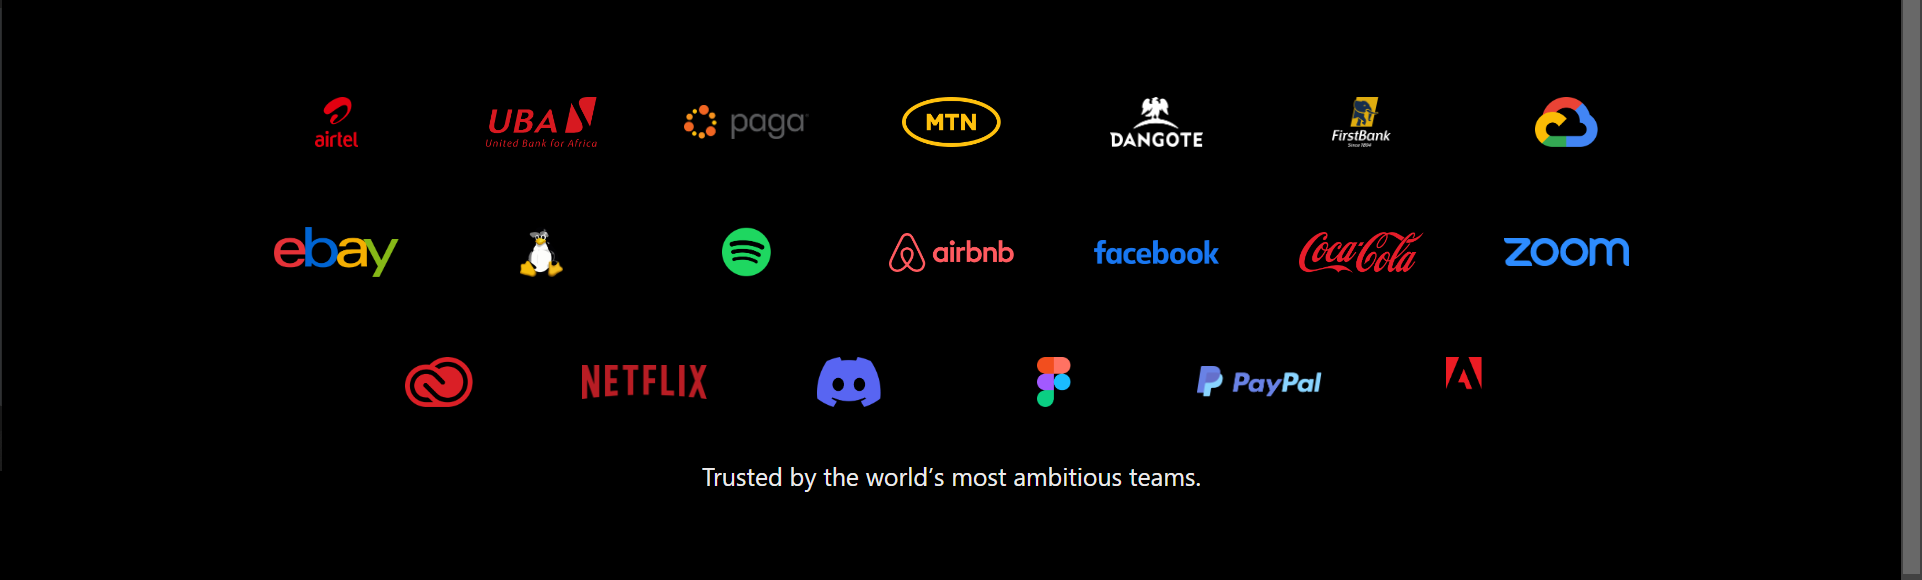 airtel
UBA
United Bank for Africa
paga
MTN
DANGOTE
FirstBank
Since 1894
ebay
airbnb
facebook
Coca-Cola
zoom
NETFLIX
PayPal
Trusted by the world’s most ambitious teams.